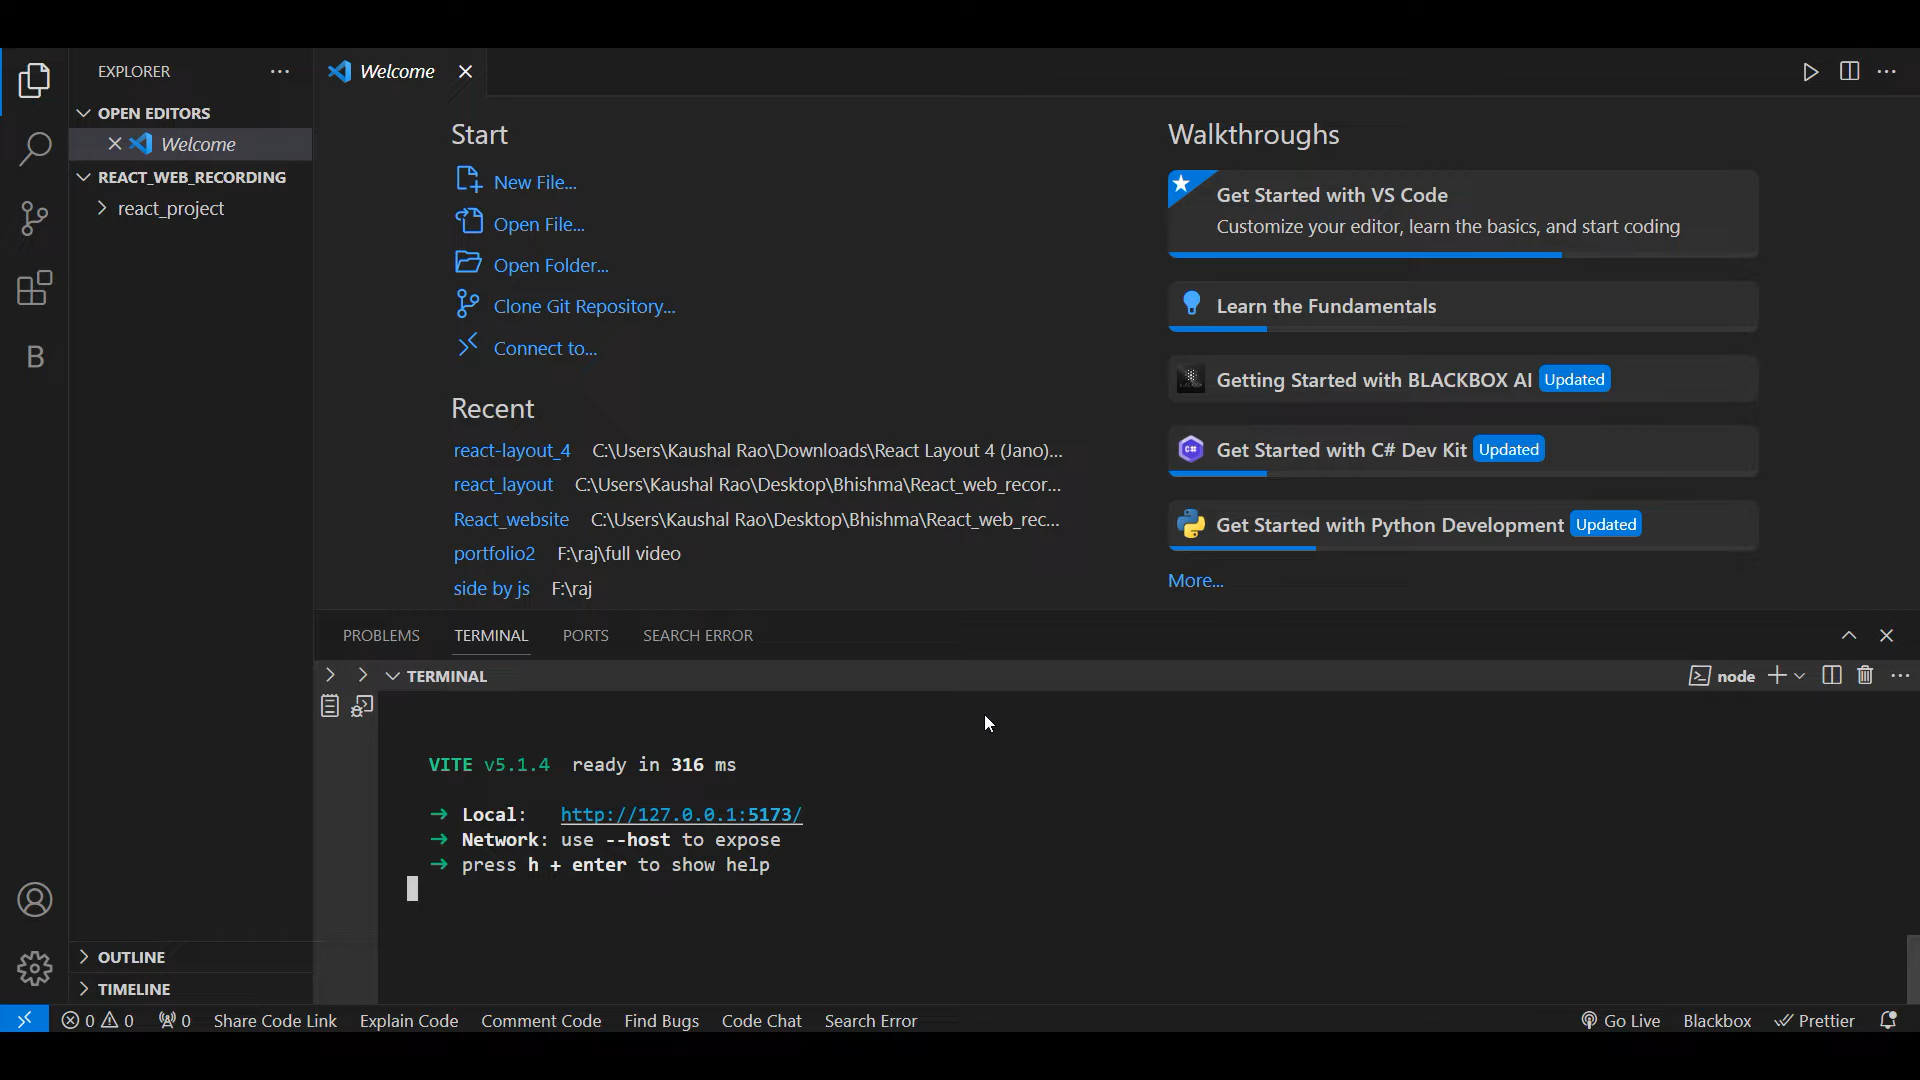 EXPLORER
OPEN EDITORS
Welcome
REACT_WEB_RECORDING
react_project
OUTLINE
TIMELINE
B
Welcome
Start
New File...
Open File...
Open Folder...
Clone Git Repository...
Connect to...
Recent
react-layout_4 C:\Users\Kaushal Rao\Downloads\React Layout 4 (Jano)...
react_layout C:\Users\Kaushal Rao\Desktop\Bhishma\React_web_recor...
React_website C:\Users\Kaushal Rao\Desktop\Bhishma\React_web_rec...
portfolio2 F:\raj\full video
side by js F:\raj
Walkthroughs
Get Started with VS Code
Customize your editor, learn the basics, and start coding
Learn the Fundamentals
Getting Started with BLACKBOX AI Updated
Get Started with C# Dev Kit Updated
Get Started with Python Development Updated
More...
PROBLEMS TERMINAL PORTS SEARCH ERROR
TERMINAL node
VITE v5.1.4 ready in 316 ms
➜ Local: http://127.0.0.1:5173/
➜ Network: use --host to expose
➜ press h + enter to show help
0 0 0 Share Code Link Explain Code Comment Code Find Bugs Code Chat Search Error Go Live Blackbox Prettier